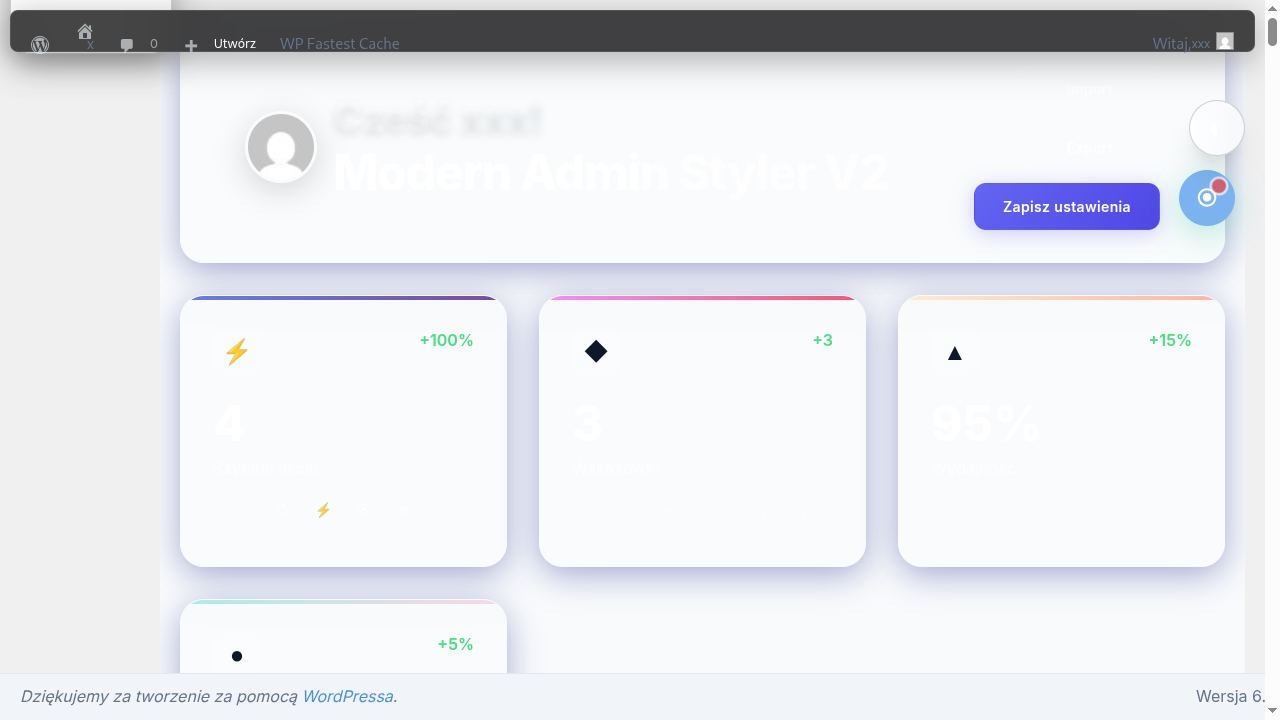 x 0 Utwórz WP Fastest Cache Witaj,xxx
Import
Cześć xxx!
Export
Modern Admin Styler V2
Zapisz ustawienia
+100% +3 +15%
4 3 95%
+5%
Dziękujemy za tworzenie za pomocą WordPressa. Wersja 6.